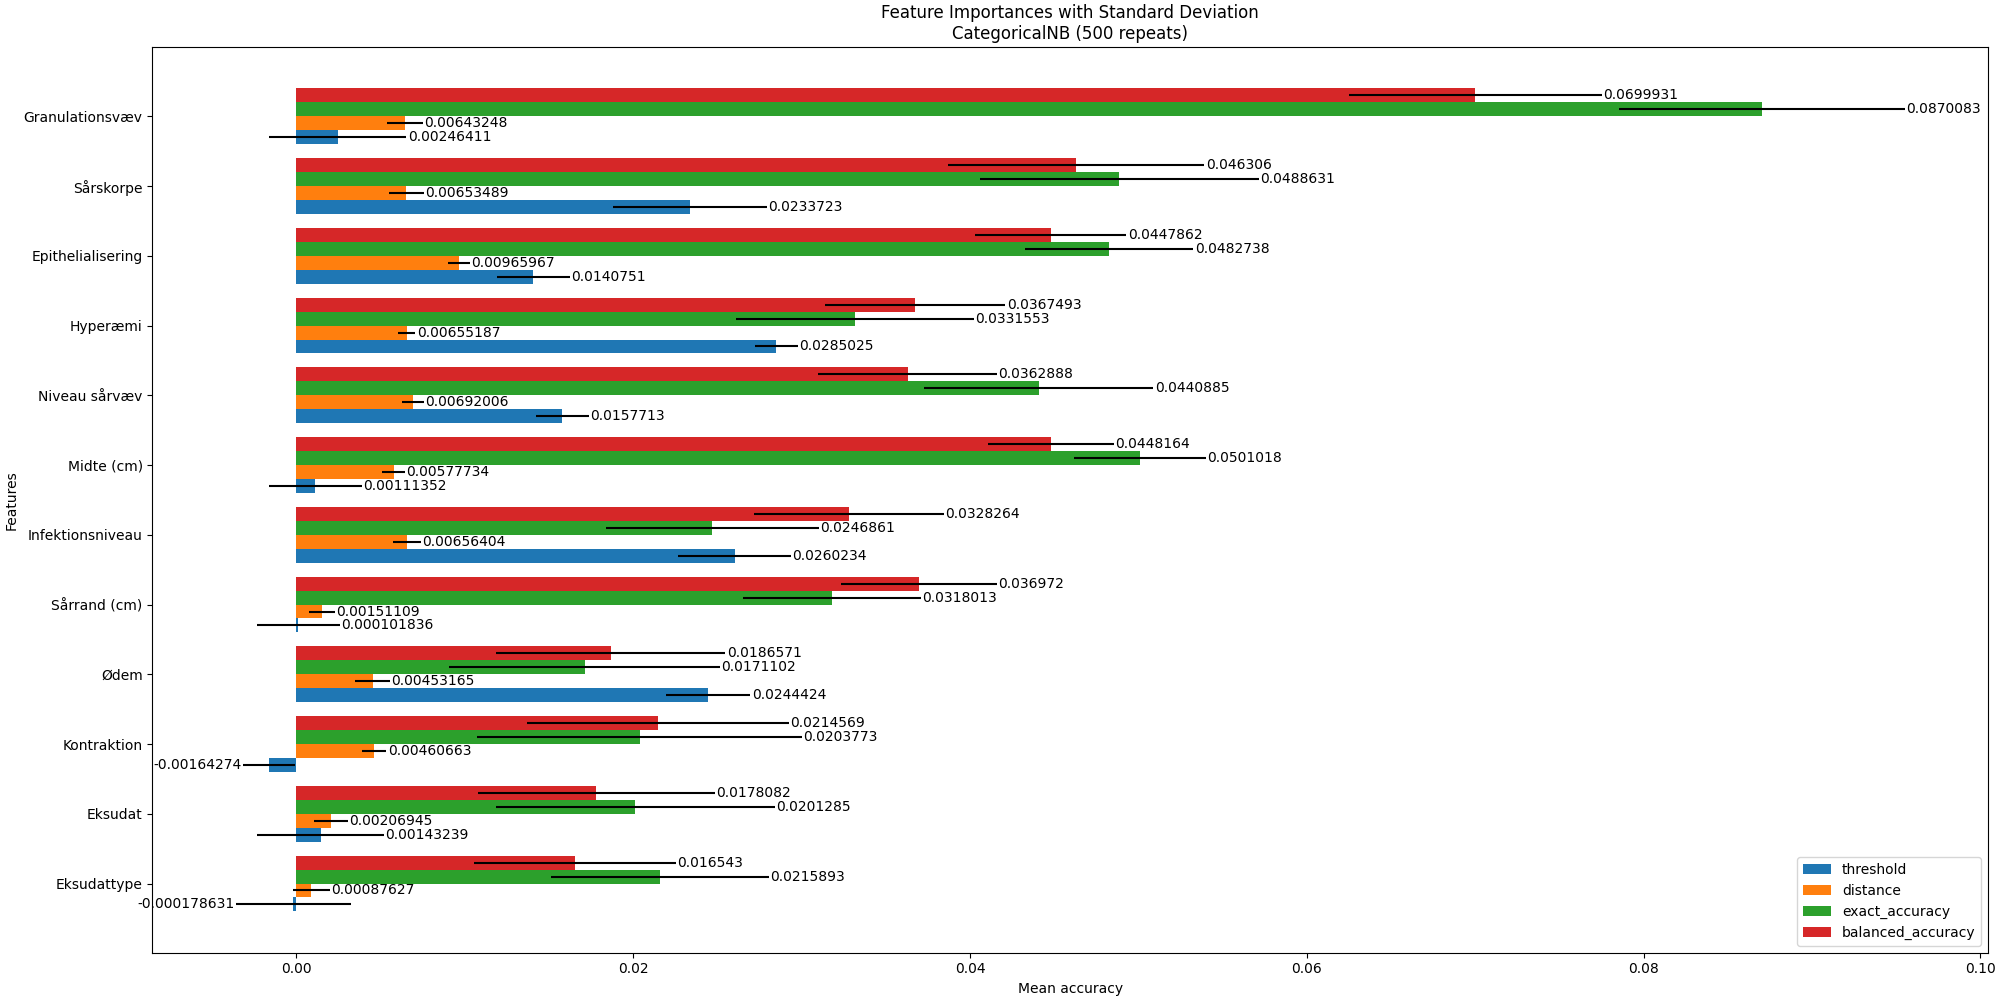 Feature Importances with Standard Deviation
CategoricalNB (500 repeats)
Features
Granulationsvæv
0.0699931
0.0870083
0.00643248
0.00246411
Sårskorpe
0.046306
0.0488631
0.00653489
0.0233723
Epithelialisering
0.0447862
0.0482738
0.00965967
0.0140751
Hyperæmi
0.0367493
0.0331553
0.00655187
0.0285025
Niveau sårvæv
0.0362888
0.0440885
0.00692006
0.0157713
Midte (cm)
0.0448164
0.0501018
0.00577734
0.00111352
Infektionsniveau
0.0328264
0.0246861
0.00656404
0.0260234
Sårrand (cm)
0.036972
0.0318013
0.00151109
0.000101836
Ødem
0.0186571
0.0171102
0.00453165
0.0244424
Kontraktion
0.0214569
0.0203773
0.00460663
-0.00164274
Eksudat
0.0178082
0.0201285
0.00206945
0.00143239
Eksudattype
0.016543
0.0215893
0.00087627
-0.000178631
threshold
distance
exact_accuracy
balanced_accuracy
0.00 0.02 0.04 0.06 0.08 0.10
Mean accuracy